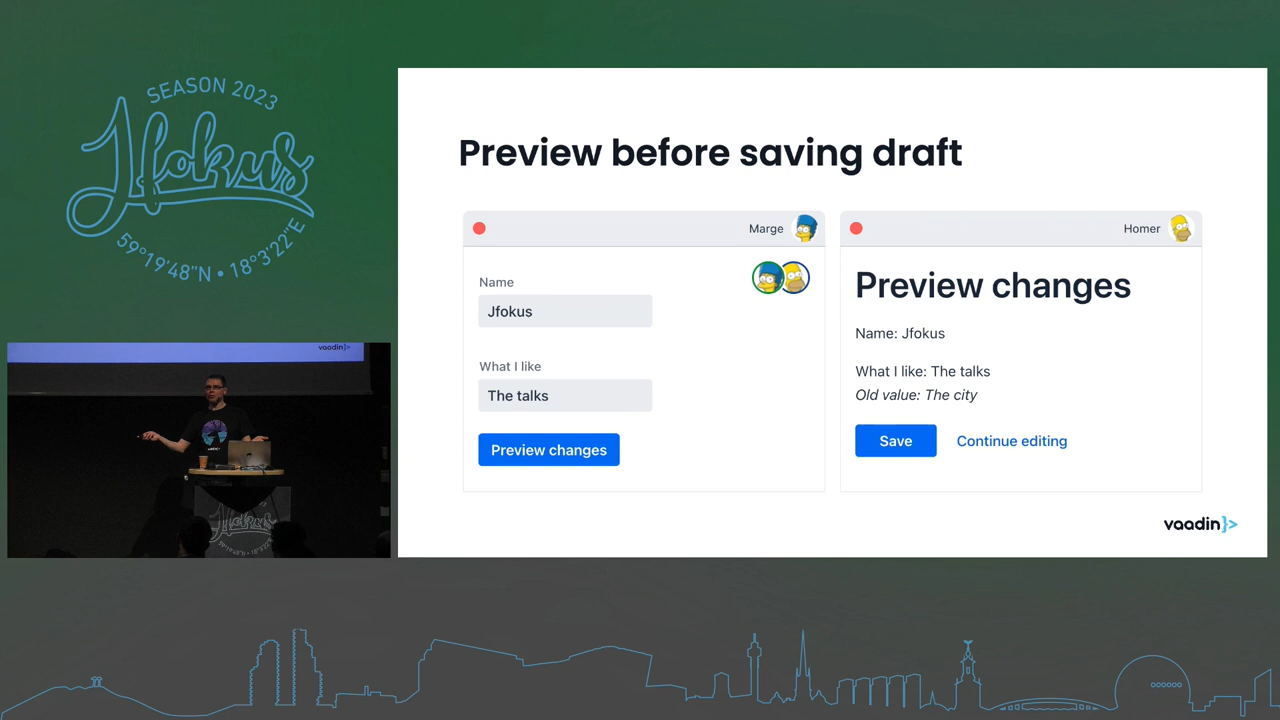 SEASON 2023
Jfokus
59°19'48"N • 18°3'22"E
vaadin}>
Jfokus
Preview before saving draft
Marge
Name
Jfokus
What I like
The talks
Preview changes
Homer
Preview changes
Name: Jfokus
What I like: The talks
Old value: The city
Save
Continue editing
vaadin}>